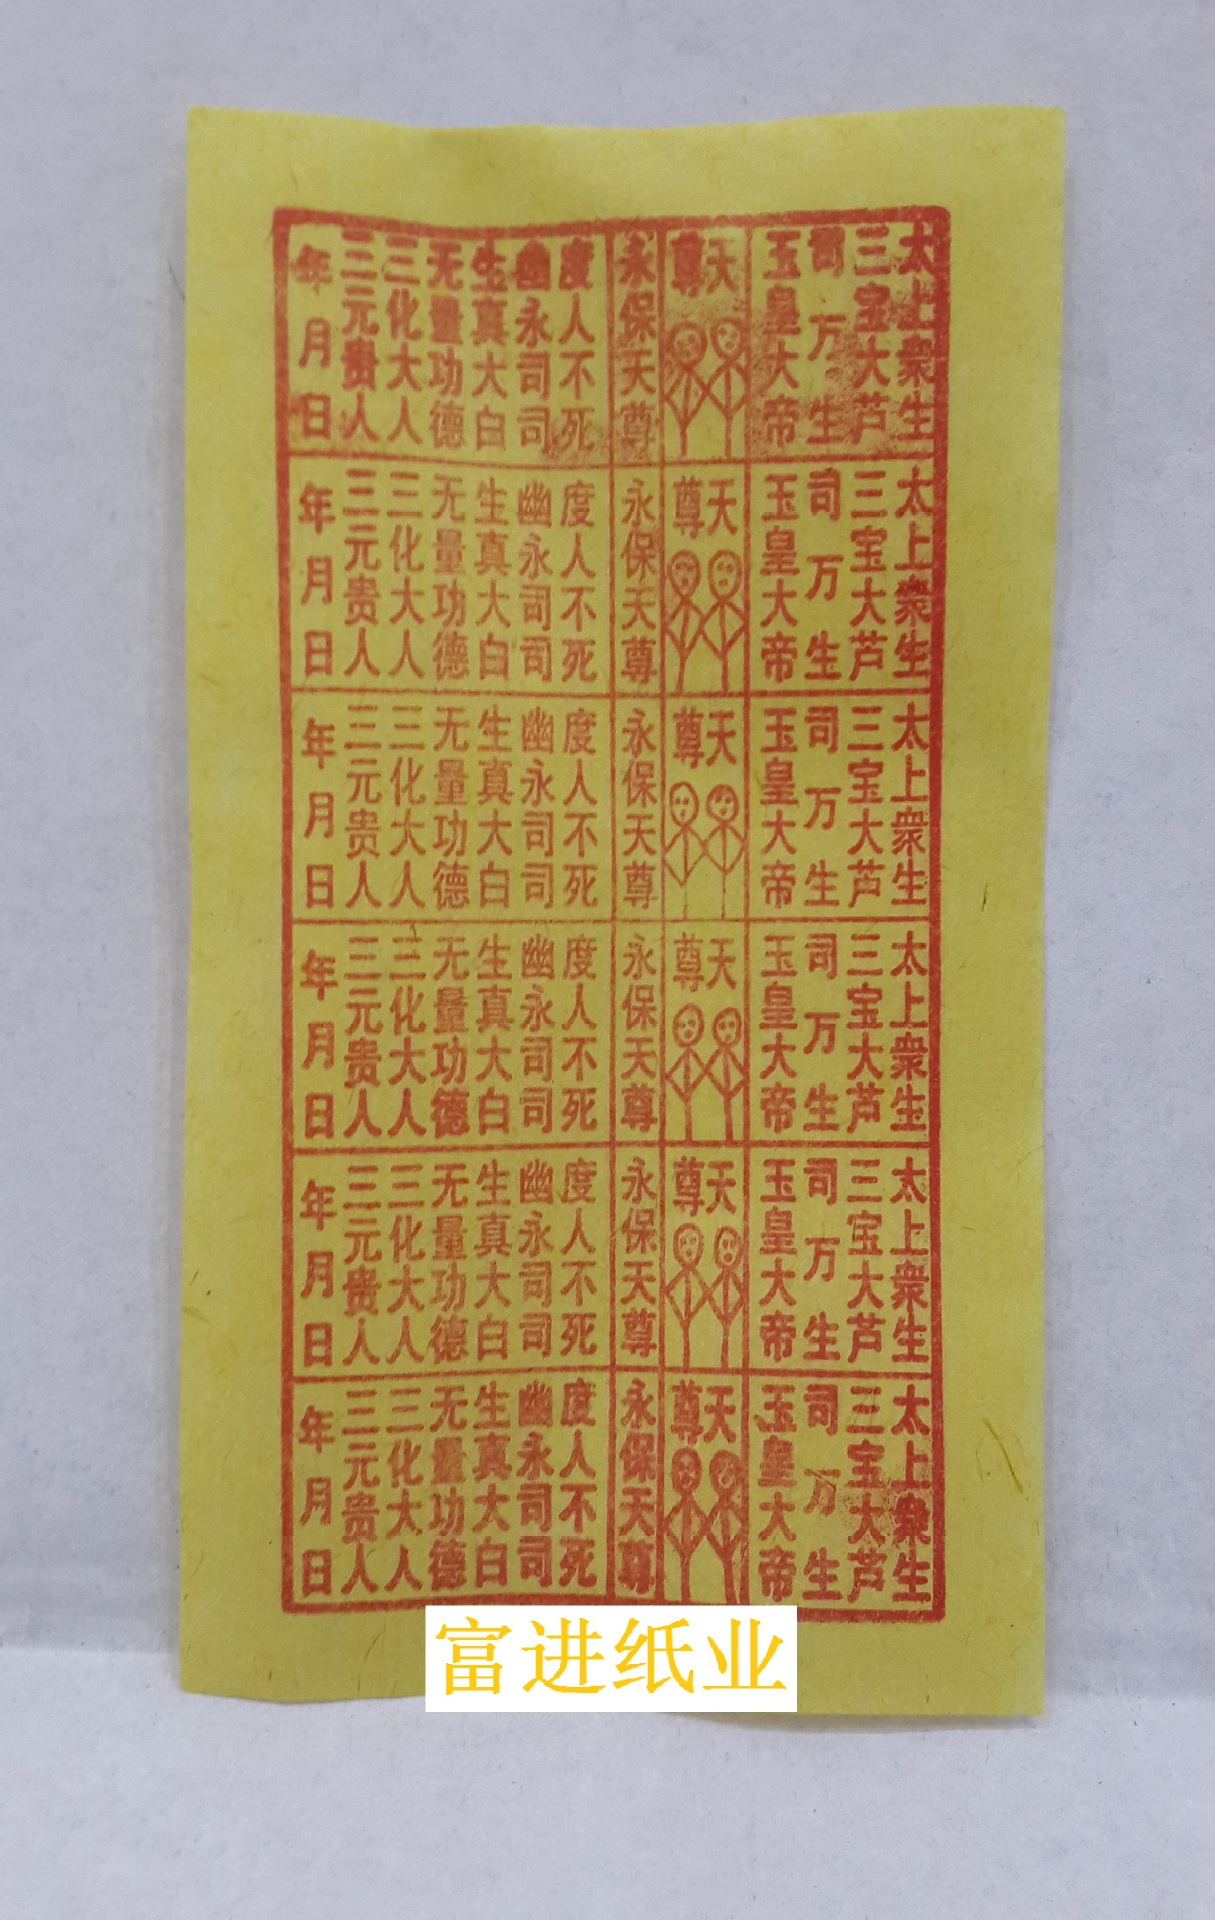 太上衆生
三宝大芦
司万生
玉皇大帝
天尊
永保天尊
度人不死
幽永司司
生真大白
无量功德
三化大人
三元贵人
年月日
太上衆生
三宝大芦
司万生
玉皇大帝
天尊
永保天尊
度人不死
幽永司司
生真大白
无量功德
三化大人
三元贵人
年月日
太上衆生
三宝大芦
司万生
玉皇大帝
天尊
永保天尊
度人不死
幽永司司
生真大白
无量功德
三化大人
三元贵人
年月日
太上衆生
三宝大芦
司万生
玉皇大帝
天尊
永保天尊
度人不死
幽永司司
生真大白
无量功德
三化大人
三元贵人
年月日
太上衆生
三宝大芦
司万生
玉皇大帝
天尊
永保天尊
度人不死
幽永司司
生真大白
无量功德
三化大人
三元贵人
年月日
太上衆生
三宝大芦
司万生
玉皇大帝
天尊
永保天尊
度人不死
幽永司司
生真大白
无量功德
三化大人
三元贵人
年月日
富进纸业